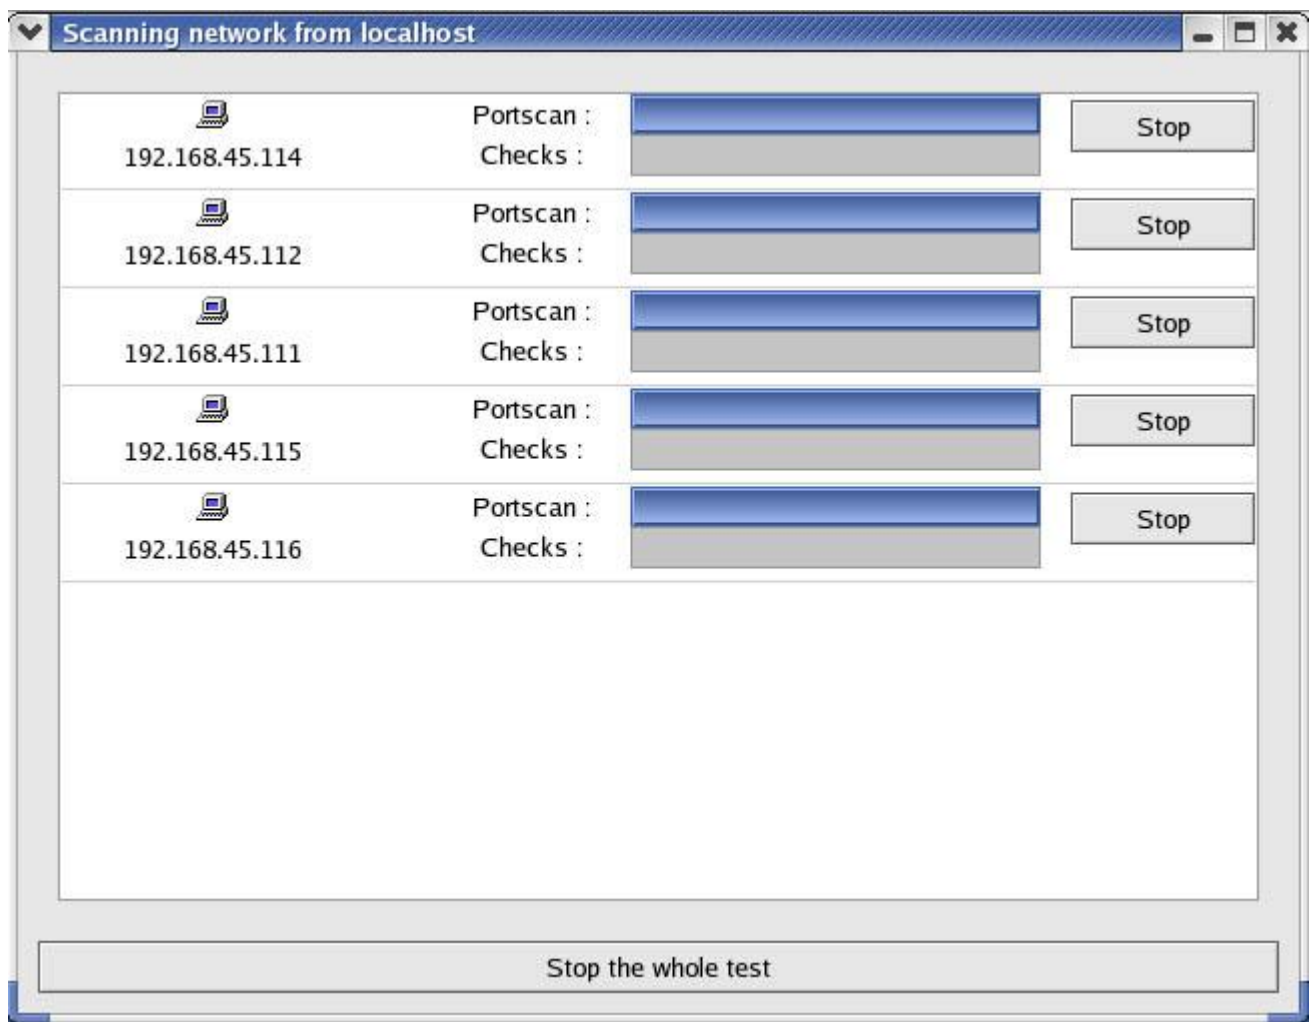 Scanning network from localhost
Portscan : Stop
192.168.45.114 Checks :
Portscan : Stop
192.168.45.112 Checks :
Portscan : Stop
192.168.45.111 Checks :
Portscan : Stop
192.168.45.115 Checks :
Portscan : Stop
192.168.45.116 Checks :
Stop the whole test